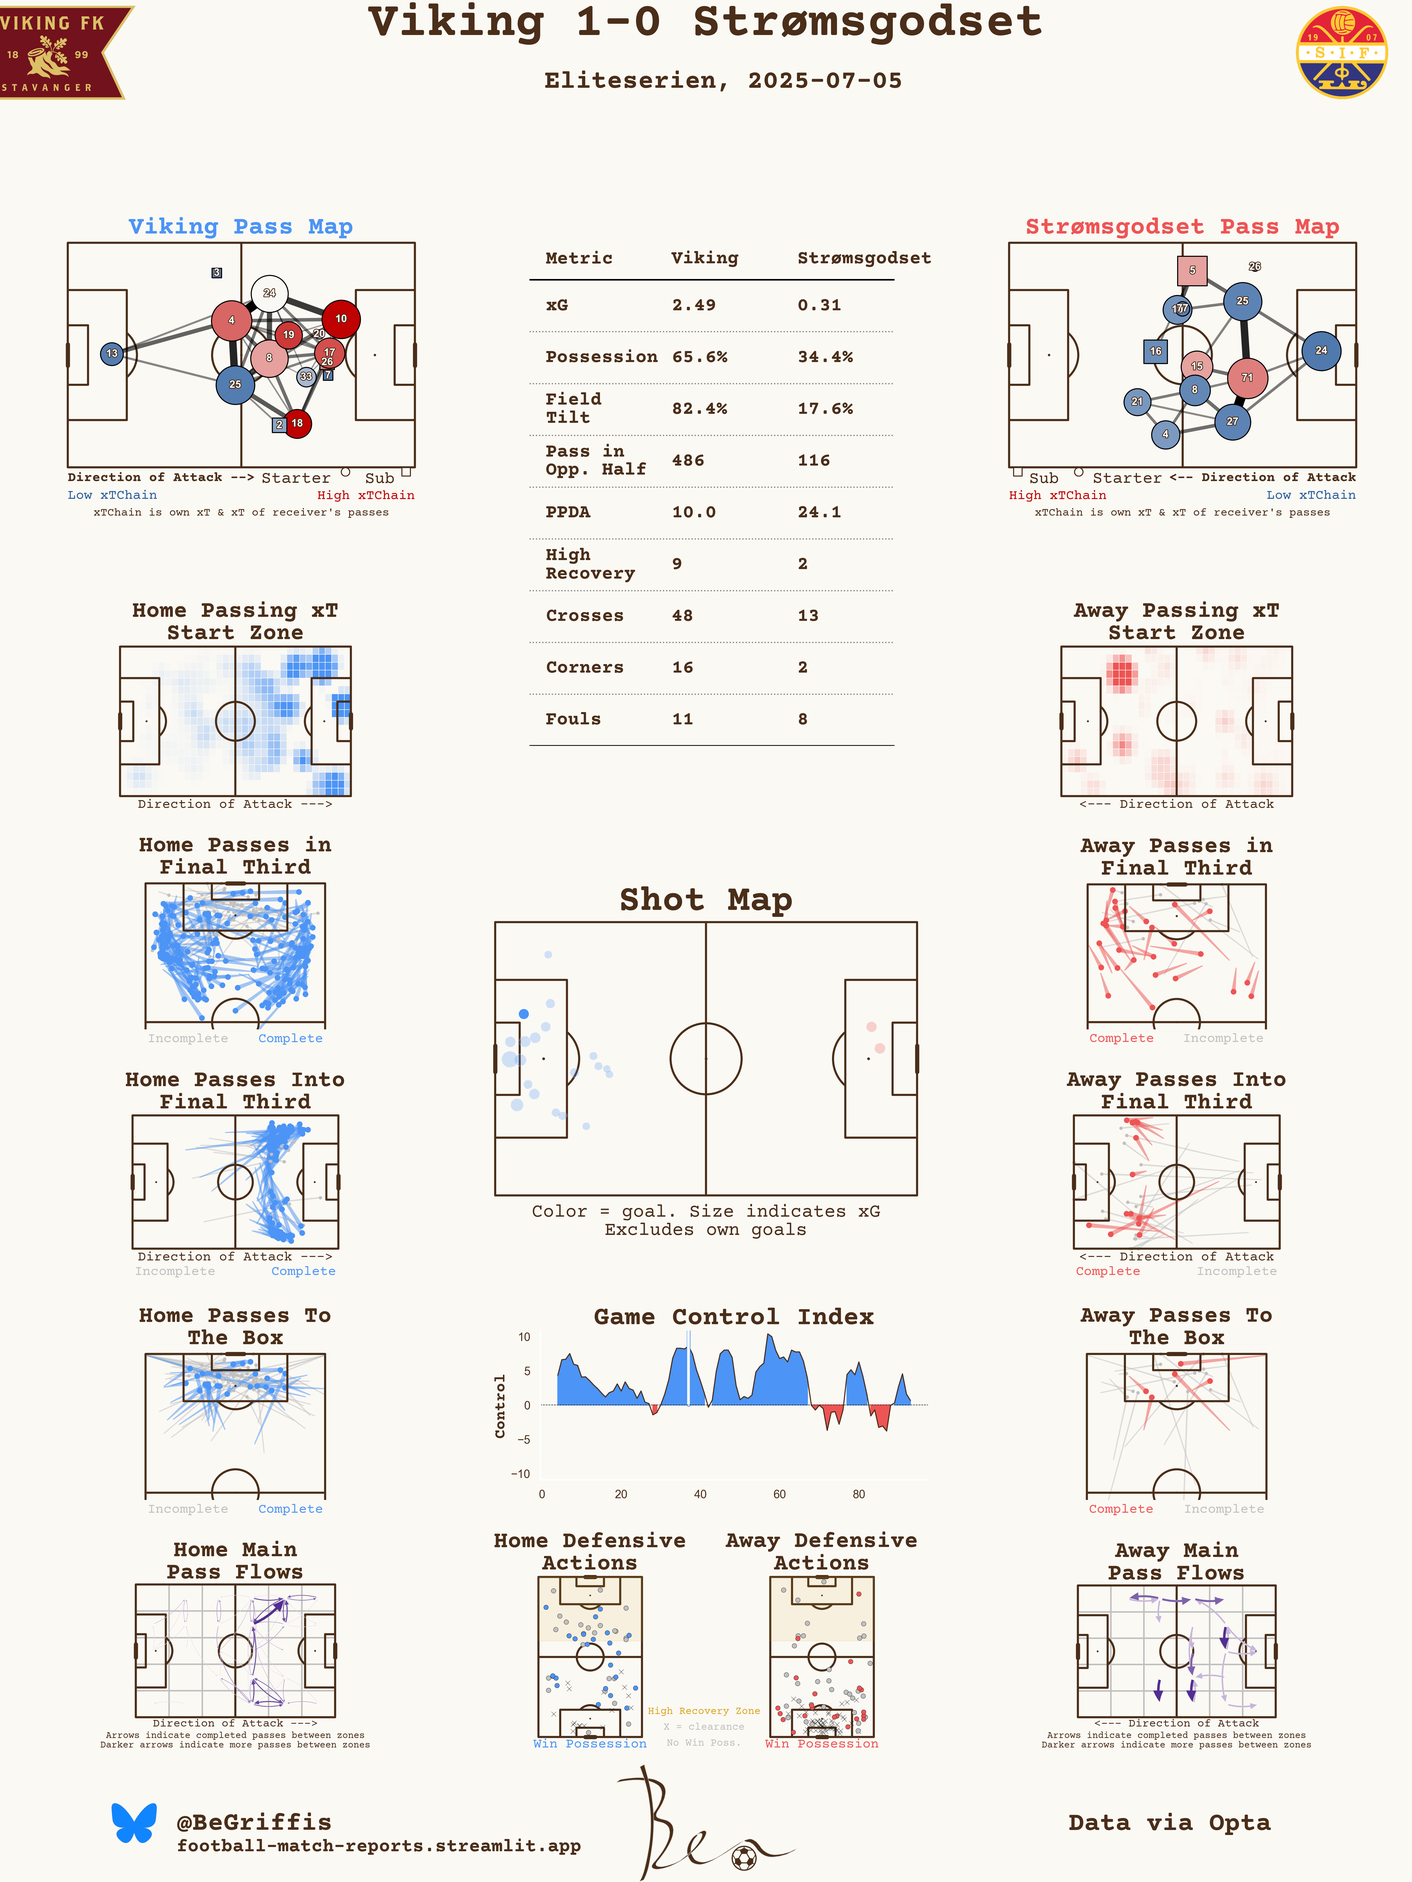 VIKING FK
18 99
STAVANGER
Viking 1-0 Strømsgodset
Eliteserien, 2025-07-05
19 07
S.I.F
Viking Pass Map
3
24
4
10
19
20
13
8
17
26
33
7
25
2
18
Direction of Attack --> Starter Sub
Low xTChain High xTChain
xTChain is own xT & xT of receiver's passes
Metric Viking Strømsgodset
xG 2.49 0.31
Possession 65.6% 34.4%
Field
Tilt 82.4% 17.6%
Pass in
Opp. Half 486 116
PPDA 10.0 24.1
High
Recovery 9 2
Crosses 48 13
Corners 16 2
Fouls 11 8
Strømsgodset Pass Map
5
26
25
16
24
15
71
8
21
27
4
Sub Starter <-- Direction of Attack
High xTChain Low xTChain
xTChain is own xT & xT of receiver's passes
Home Passing xT
Start Zone
Direction of Attack --->
Away Passing xT
Start Zone
<--- Direction of Attack
Home Passes in
Final Third
Incomplete Complete
Away Passes in
Final Third
Complete Incomplete
Shot Map
Color = goal. Size indicates xG
Excludes own goals
Home Passes Into
Final Third
Direction of Attack --->
Incomplete Complete
Away Passes Into
Final Third
<--- Direction of Attack
Complete Incomplete
Home Passes To
The Box
Incomplete Complete
Game Control Index
Control
10
5
0
−5
−10
0 20 40 60 80
Away Passes To
The Box
Complete Incomplete
Home Main
Pass Flows
Direction of Attack --->
Arrows indicate completed passes between zones
Darker arrows indicate more passes between zones
Home Defensive
Actions
Win Possession
High Recovery Zone
X = clearance
No Win Poss.
Away Defensive
Actions
Win Possession
Away Main
Pass Flows
<--- Direction of Attack
Arrows indicate completed passes between zones
Darker arrows indicate more passes between zones
@BeGriffis
football-match-reports.streamlit.app
Ben
Data via Opta